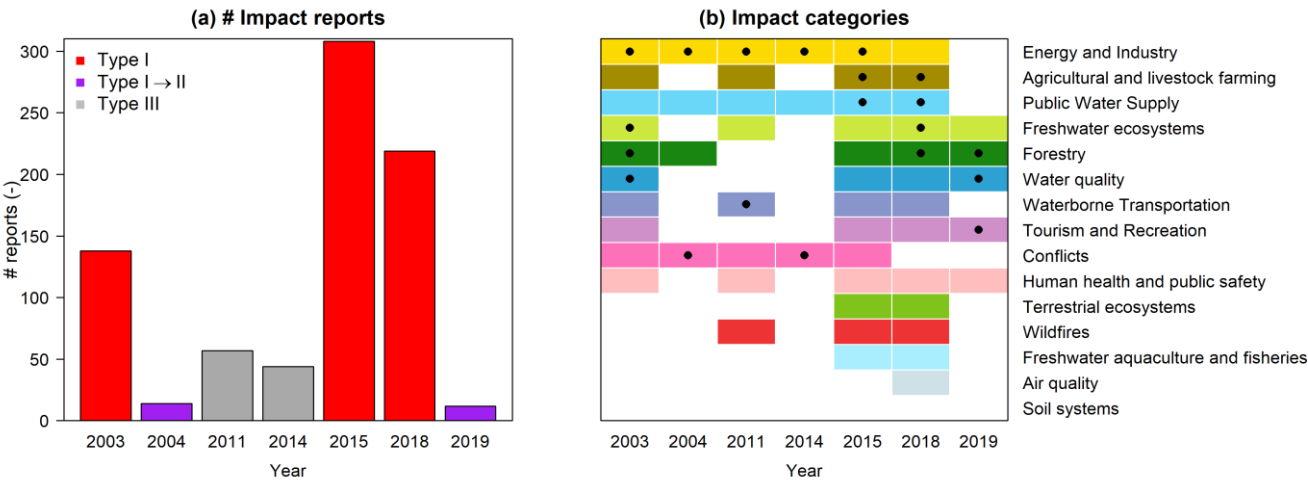 (a) # Impact reports
# reports (-)
300
250
200
150
100
50
0
Type I
Type I → II
Type III
2003 2004 2011 2014 2015 2018 2019
Year
(b) Impact categories
Energy and Industry
Agricultural and livestock farming
Public Water Supply
Freshwater ecosystems
Forestry
Water quality
Waterborne Transportation
Tourism and Recreation
Conflicts
Human health and public safety
Terrestrial ecosystems
Wildfires
Freshwater aquaculture and fisheries
Air quality
Soil systems
2003 2004 2011 2014 2015 2018 2019
Year